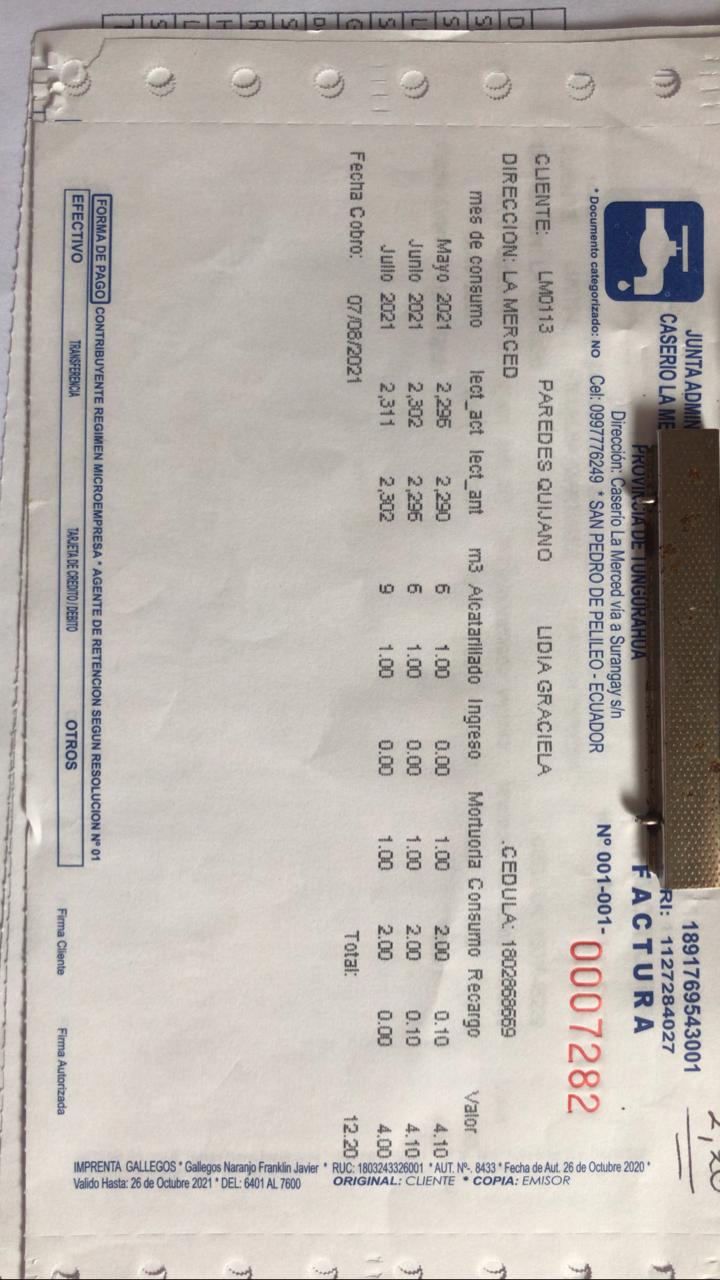 2,20
JUNTA ADMIN
1891769543001
CASERIO LA ME
RI: 1127284027
PROVINCIA DE TUNGURAHUA
FACTURA
Dirección: Caserío La Merced vía a Surangay s/n
* Documento categorizado: NO Cel: 0997776249 * SAN PEDRO DE PELILEO - ECUADOR
Nº 001-001- 0007282
CLIENTE: LM0113 PAREDES QUIJANO LIDIA GRACIELA
DIRECCION: LA MERCED .CEDULA: 1802868669
mes de consumo lect_act lect_ant m3 Alcatarillado Ingreso Mortuoria Consumo Recargo Valor
Mayo 2021 2,296 2,290 6 1.00 0.00 1.00 2.00 0.10 4.10
Junio 2021 2,302 2,296 6 1.00 0.00 1.00 2.00 0.10 4.10
Julio 2021 2,311 2,302 9 1.00 0.00 1.00 2.00 0.00 4.00
Fecha Cobro: 07/08/2021 Total: 12.20
FORMA DE PAGO CONTRIBUYENTE REGIMEN MICROEMPRESA * AGENTE DE RETENCION SEGUN RESOLUCION Nº 01
EFECTIVO TRANSFERENCIA TARJETA DE CREDITO / DEBITO OTROS
Firma Cliente Firma Autorizada
IMPRENTA GALLEGOS * Gallegos Naranjo Franklin Javier * RUC: 1803243326001 * AUT. Nº. 8433 * Fecha de Aut. 26 de Octubre 2020 *
Valido Hasta: 26 de Octubre 2021 * DEL: 6401 AL 7600 ORIGINAL: CLIENTE * COPIA: EMISOR